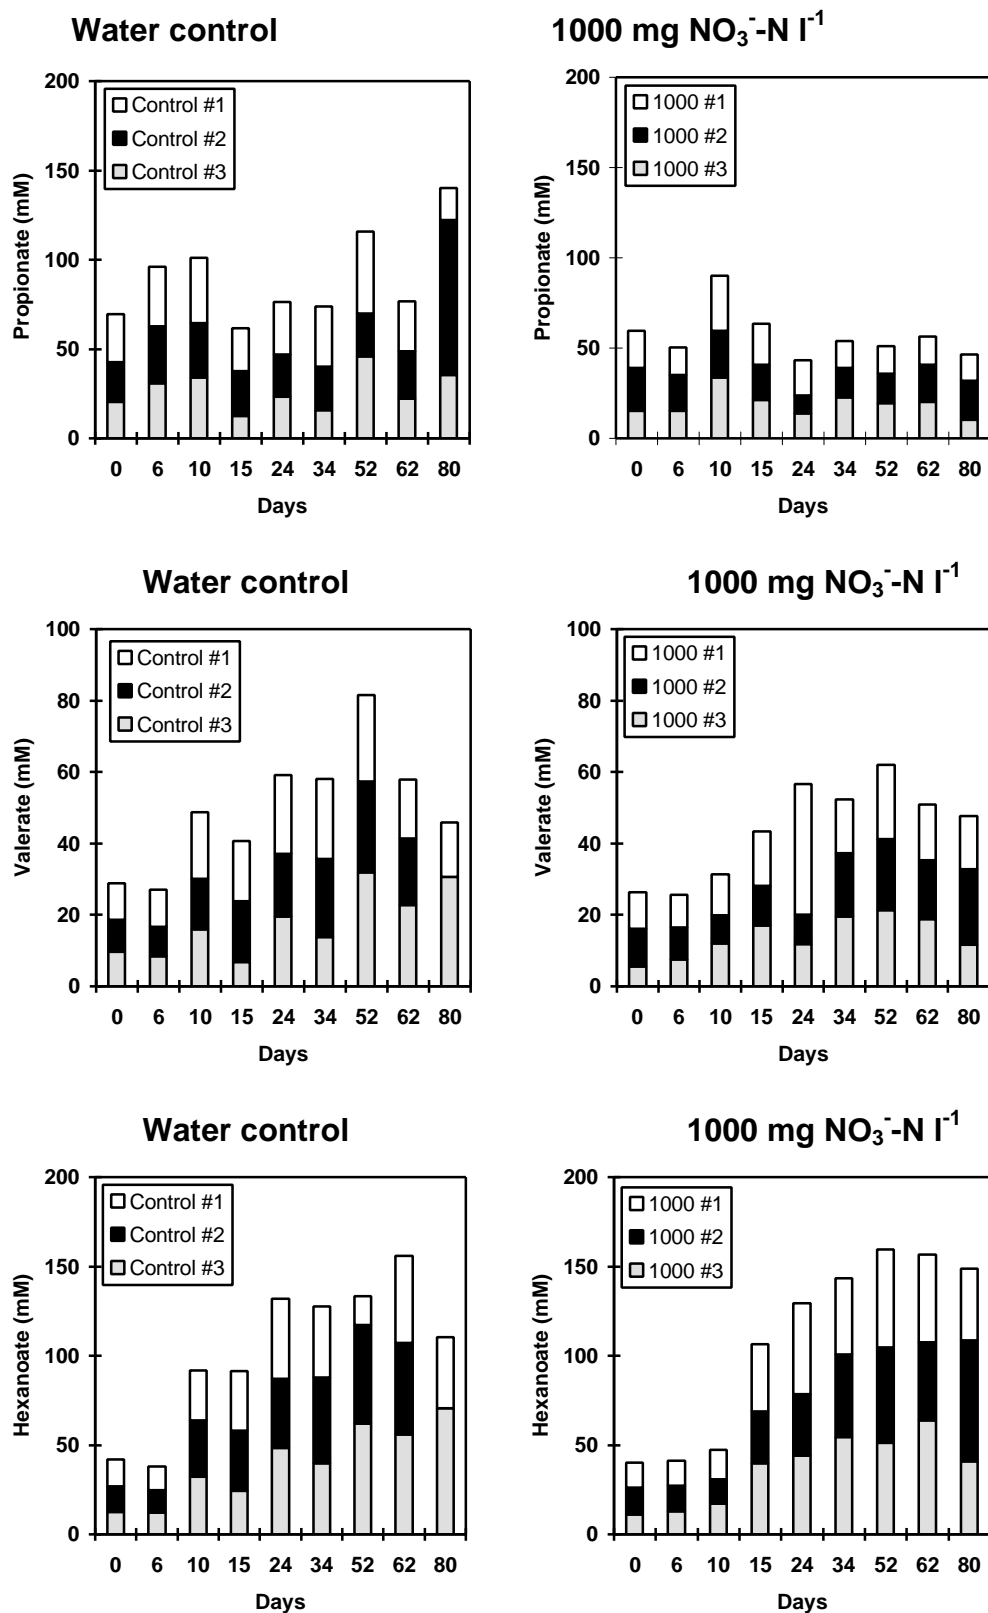 Water control
1000 mg NO₃⁻-N l⁻¹
200
150
100
50
0
Propionate (mM)
Control #1
Control #2
Control #3
0 6 10 15 24 34 52 62 80
Days
200
150
100
50
0
Propionate (mM)
1000 #1
1000 #2
1000 #3
0 6 10 15 24 34 52 62 80
Days
Water control
1000 mg NO₃⁻-N l⁻¹
100
80
60
40
20
0
Valerate (mM)
Control #1
Control #2
Control #3
0 6 10 15 24 34 52 62 80
Days
100
80
60
40
20
0
Valerate (mM)
1000 #1
1000 #2
1000 #3
0 6 10 15 24 34 52 62 80
Days
Water control
1000 mg NO₃⁻-N l⁻¹
200
150
100
50
0
Hexanoate (mM)
Control #1
Control #2
Control #3
0 6 10 15 24 34 52 62 80
Days
200
150
100
50
0
Hexanoate (mM)
1000 #1
1000 #2
1000 #3
0 6 10 15 24 34 52 62 80
Days